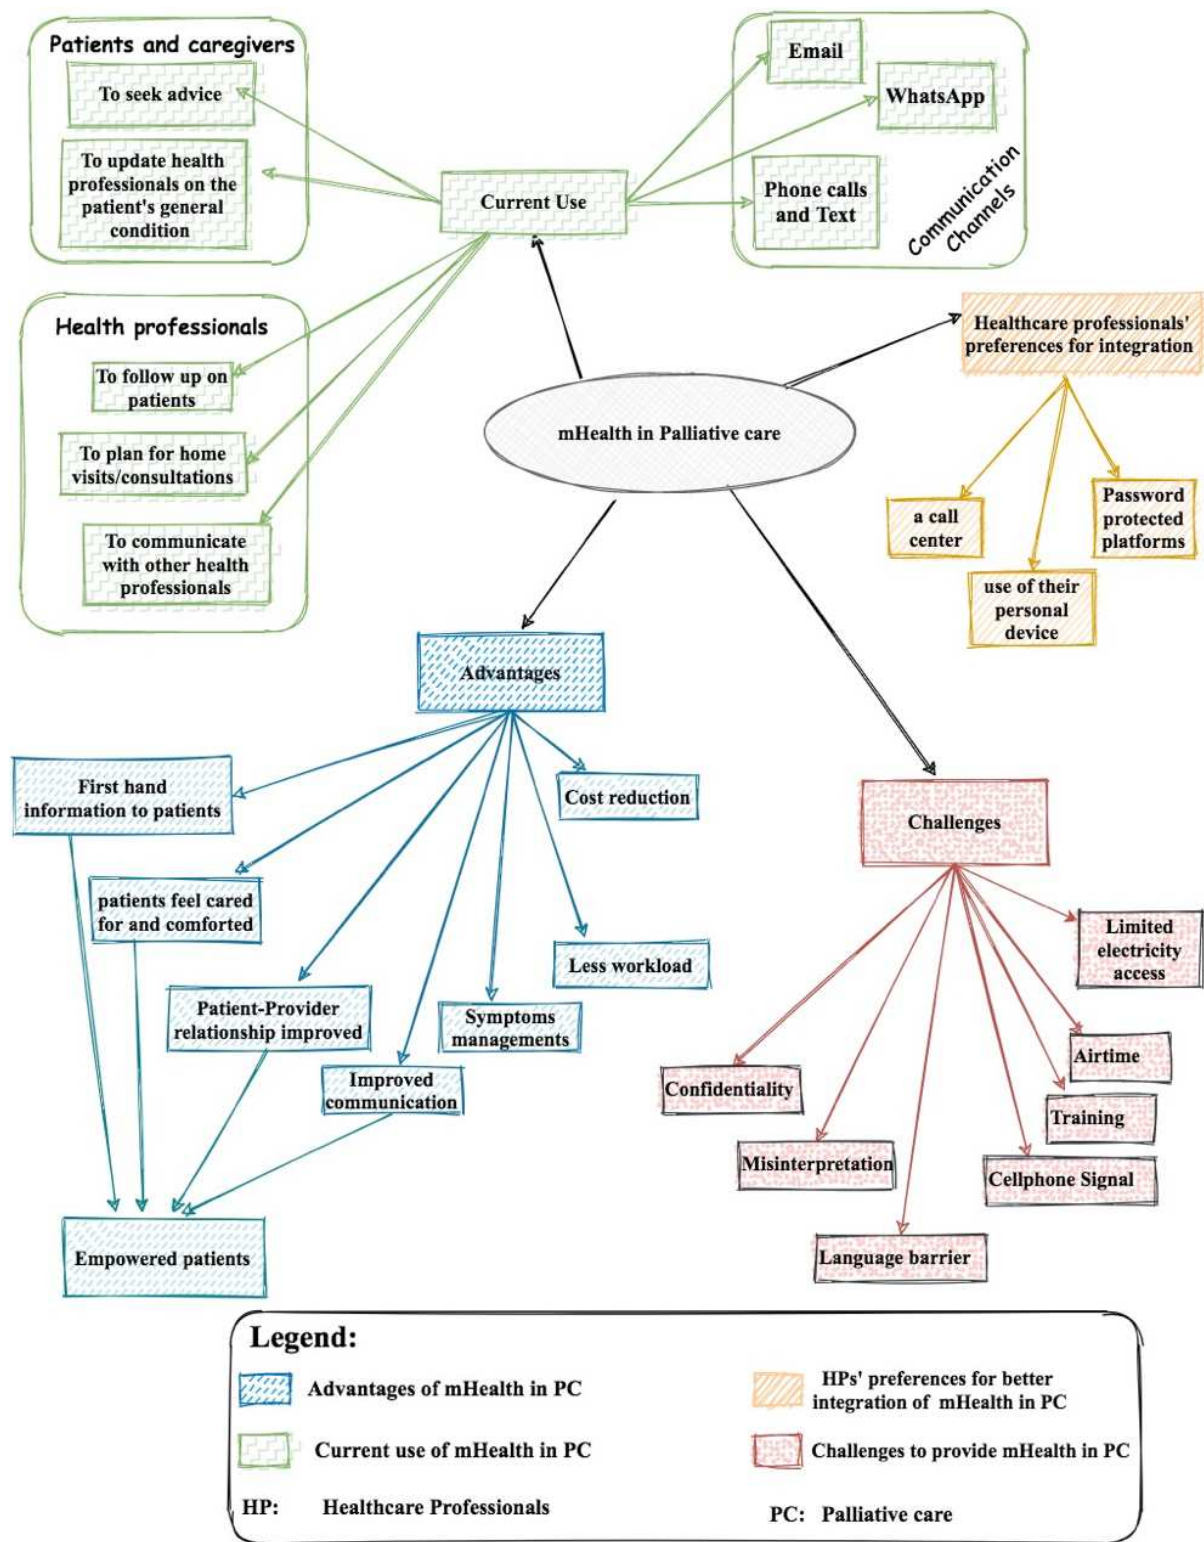 Patients and caregivers
To seek advice
To update health
professionals on the
patient's general
condition
Current Use
Email
WhatsApp
Phone calls
and Text
Communication
Channels
Health professionals
To follow up on
patients
To plan for home
visits/consultations
To communicate
with other health
professionals
Healthcare professionals'
preferences for integration
mHealth in Palliative care
a call
center
use of their
personal
device
Password
protected
platforms
Advantages
First hand
information to patients
Cost reduction
patients feel cared
for and comforted
Less workload
Patient-Provider
relationship improved
Symptoms
managements
Improved
communication
Empowered patients
Challenges
Limited
electricity
access
Airtime
Confidentiality
Training
Misinterpretation
Cellphone Signal
Language barrier
Legend:
Advantages of mHealth in PC
HPs' preferences for better
integration of mHealth in PC
Current use of mHealth in PC
Challenges to provide mHealth in PC
HP: Healthcare Professionals
PC: Palliative care